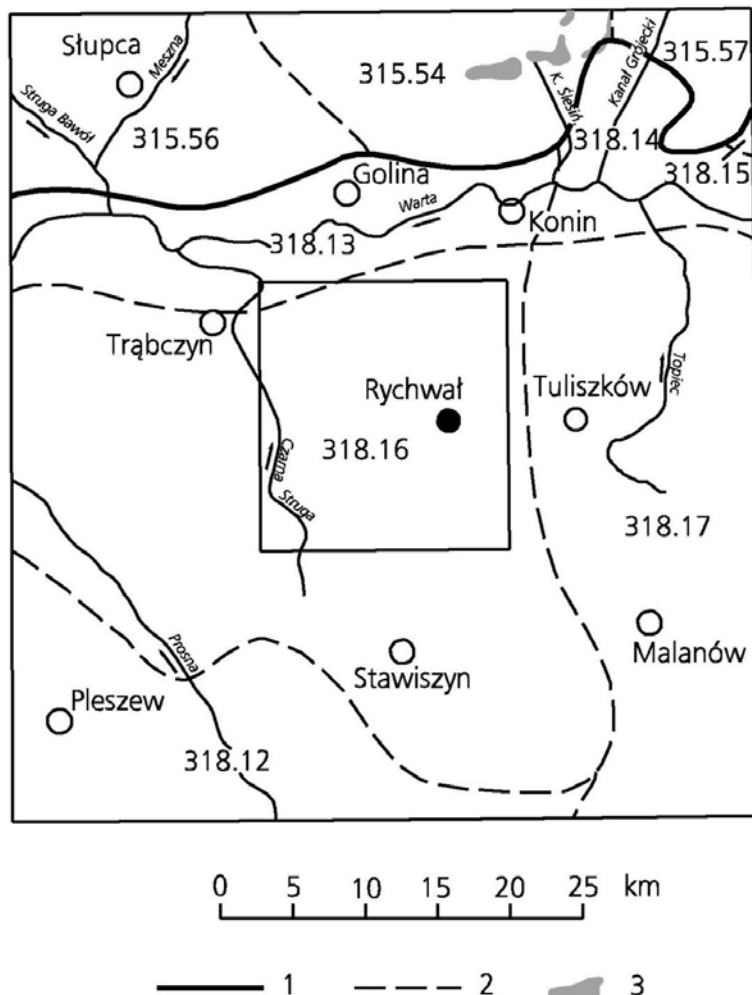 Słupca
Meszna
Struga Bawół
315.56
315.54
315.57
K. Ślesiń.
Kanał Grójecki
318.14
318.15
Golina
Warta
Konin
318.13
Trąbczyn
Rychwał
Tuliszków
Topiec
318.16
Czarna
Struga
318.17
Prosna
Stawiszyn
Malanów
Pleszew
318.12
0 5 10 15 20 25 km
1 2 3